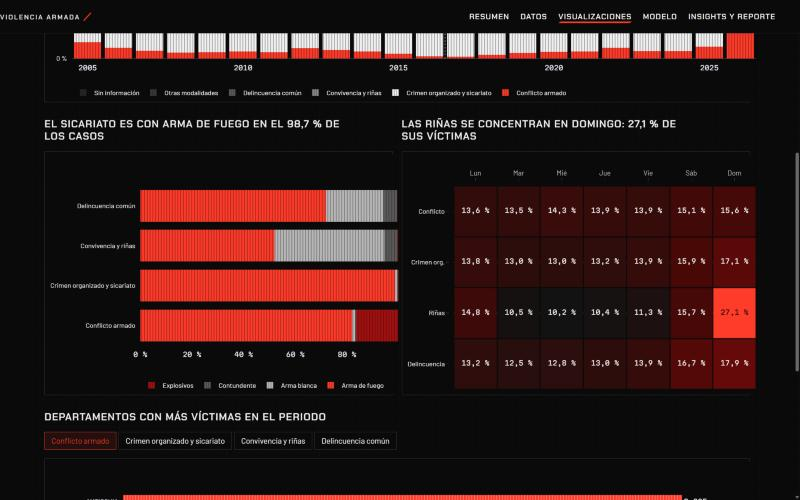 VIOLENCIA ARMADA
RESUMEN DATOS VISUALIZACIONES MODELO INSIGHTS Y REPORTE
0 %
2005 2010 2015 2020 2025
Sin información Otras modalidades Delincuencia común Convivencia y riñas Crimen organizado y sicariato Conflicto armado
EL SICARIATO ES CON ARMA DE FUEGO EN EL 98,7 % DE
LOS CASOS
Delincuencia común
Convivencia y riñas
Crimen organizado y sicariato
Conflicto armado
0 % 20 % 40 % 60 % 80 %
Explosivos Contundente Arma blanca Arma de fuego
LAS RIÑAS SE CONCENTRAN EN DOMINGO: 27,1 % DE
SUS VÍCTIMAS
Lun Mar Mié Jue Vie Sáb Dom
Conflicto 13,6 % 13,5 % 14,3 % 13,9 % 13,9 % 15,1 % 15,6 %
Crimen org. 13,8 % 13,0 % 13,0 % 13,2 % 13,9 % 15,9 % 17,1 %
Riñas 14,8 % 10,5 % 10,2 % 10,4 % 11,3 % 15,7 % 27,1 %
Delincuencia 13,2 % 12,5 % 12,8 % 13,0 % 13,9 % 16,7 % 17,9 %
DEPARTAMENTOS CON MÁS VÍCTIMAS EN EL PERIODO
Conflicto armado Crimen organizado y sicariato Convivencia y riñas Delincuencia común